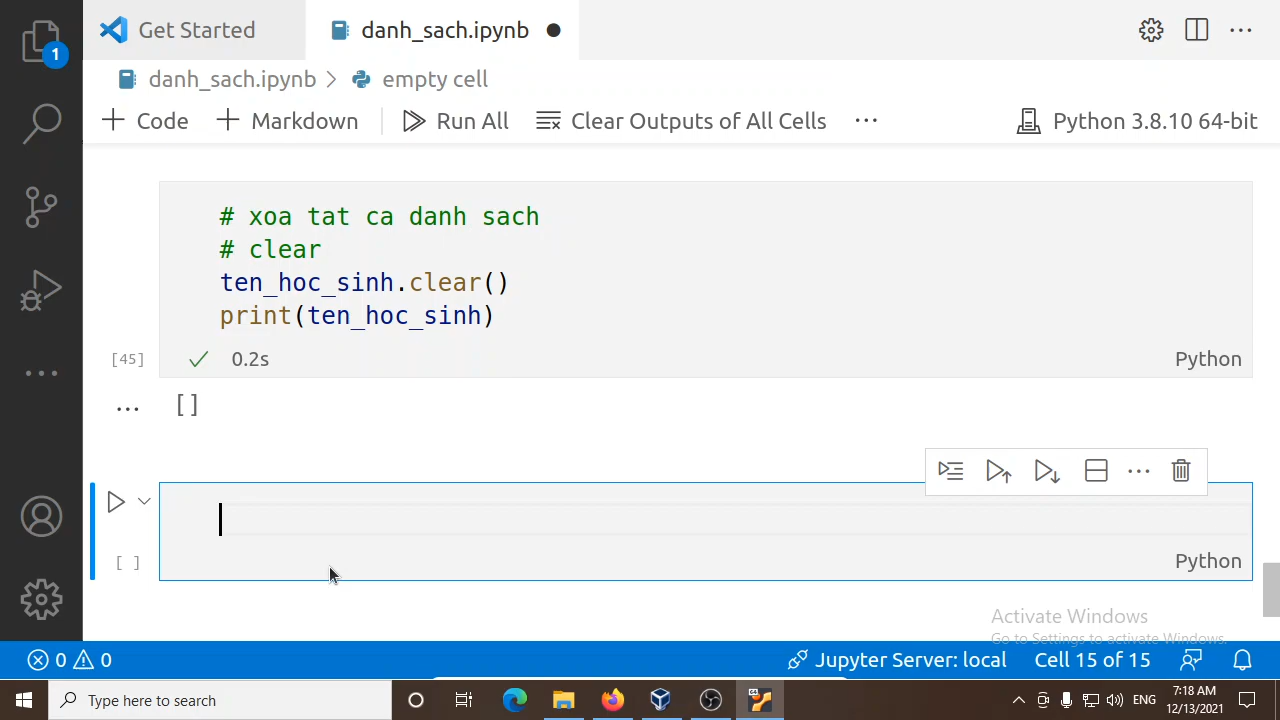 Get Started
danh_sach.ipynb
1
danh_sach.ipynb > empty cell
+ Code + Markdown Run All Clear Outputs of All Cells ... Python 3.8.10 64-bit
# xoa tat ca danh sach
# clear
ten_hoc_sinh.clear()
print(ten_hoc_sinh)
[45] 0.2s Python
... []
[ ] Python
Activate Windows
Go to Settings to activate Windows.
0 0 Jupyter Server: local Cell 15 of 15
Type here to search
64
ENG
7:18 AM
12/13/2021